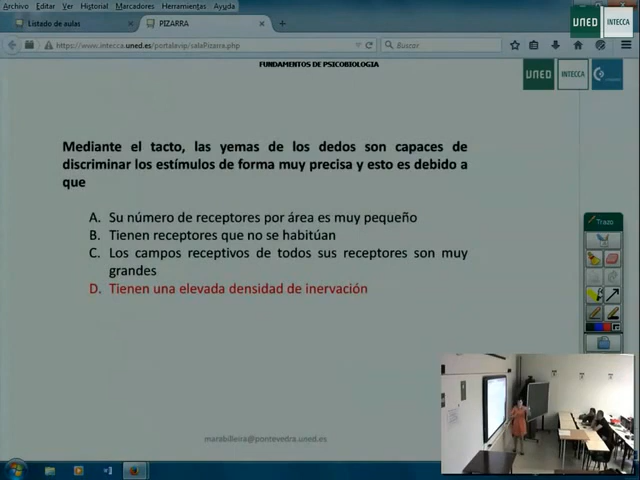 Archivo Editar Ver Historial Marcadores Herramientas Ayuda
UNED INTECCA
Listado de aulas PIZARRA
https://www.intecca.uned.es/portalavip/salaPizarra.php Buscar
FUNDAMENTOS DE PSICOBIOLOGIA
UNED INTECCA
Mediante el tacto, las yemas de los dedos son capaces de
discriminar los estímulos de forma muy precisa y esto es debido a
que
A. Su número de receptores por área es muy pequeño
B. Tienen receptores que no se habitúan
C. Los campos receptivos de todos sus receptores son muy
grandes
D. Tienen una elevada densidad de inervación
Trazo
marabilleira@pontevedra.uned.es